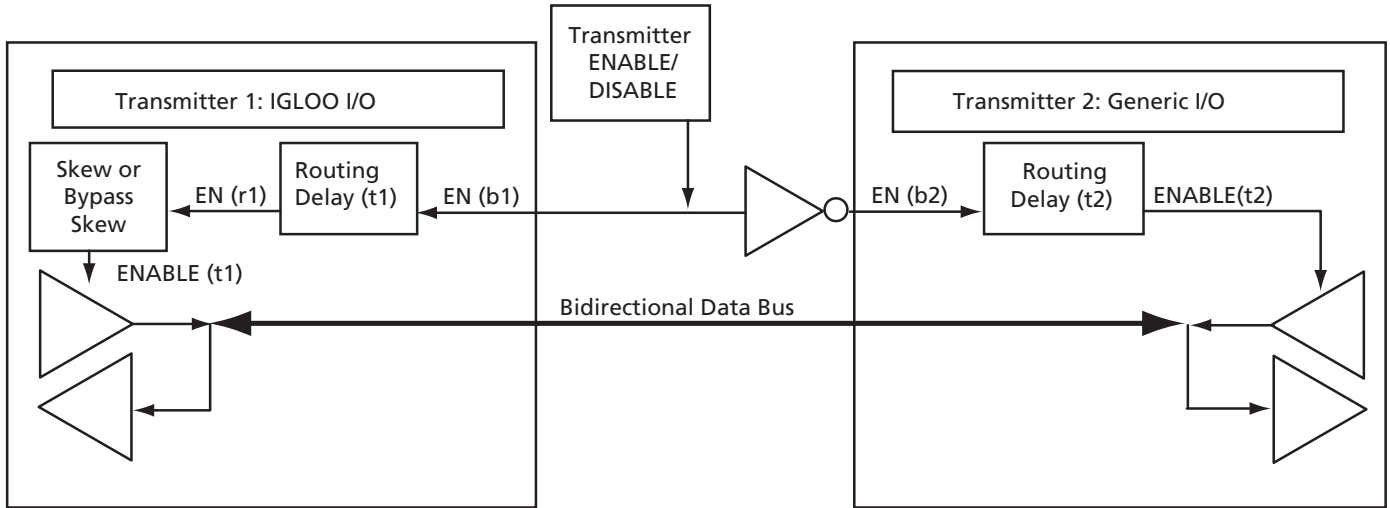 Transmitter
ENABLE/
DISABLE
Transmitter 1: IGLOO I/O
Transmitter 2: Generic I/O
Skew or
Bypass
Skew
EN (r1)
Routing
Delay (t1)
EN (b1)
EN (b2)
Routing
Delay (t2)
ENABLE(t2)
ENABLE (t1)
Bidirectional Data Bus